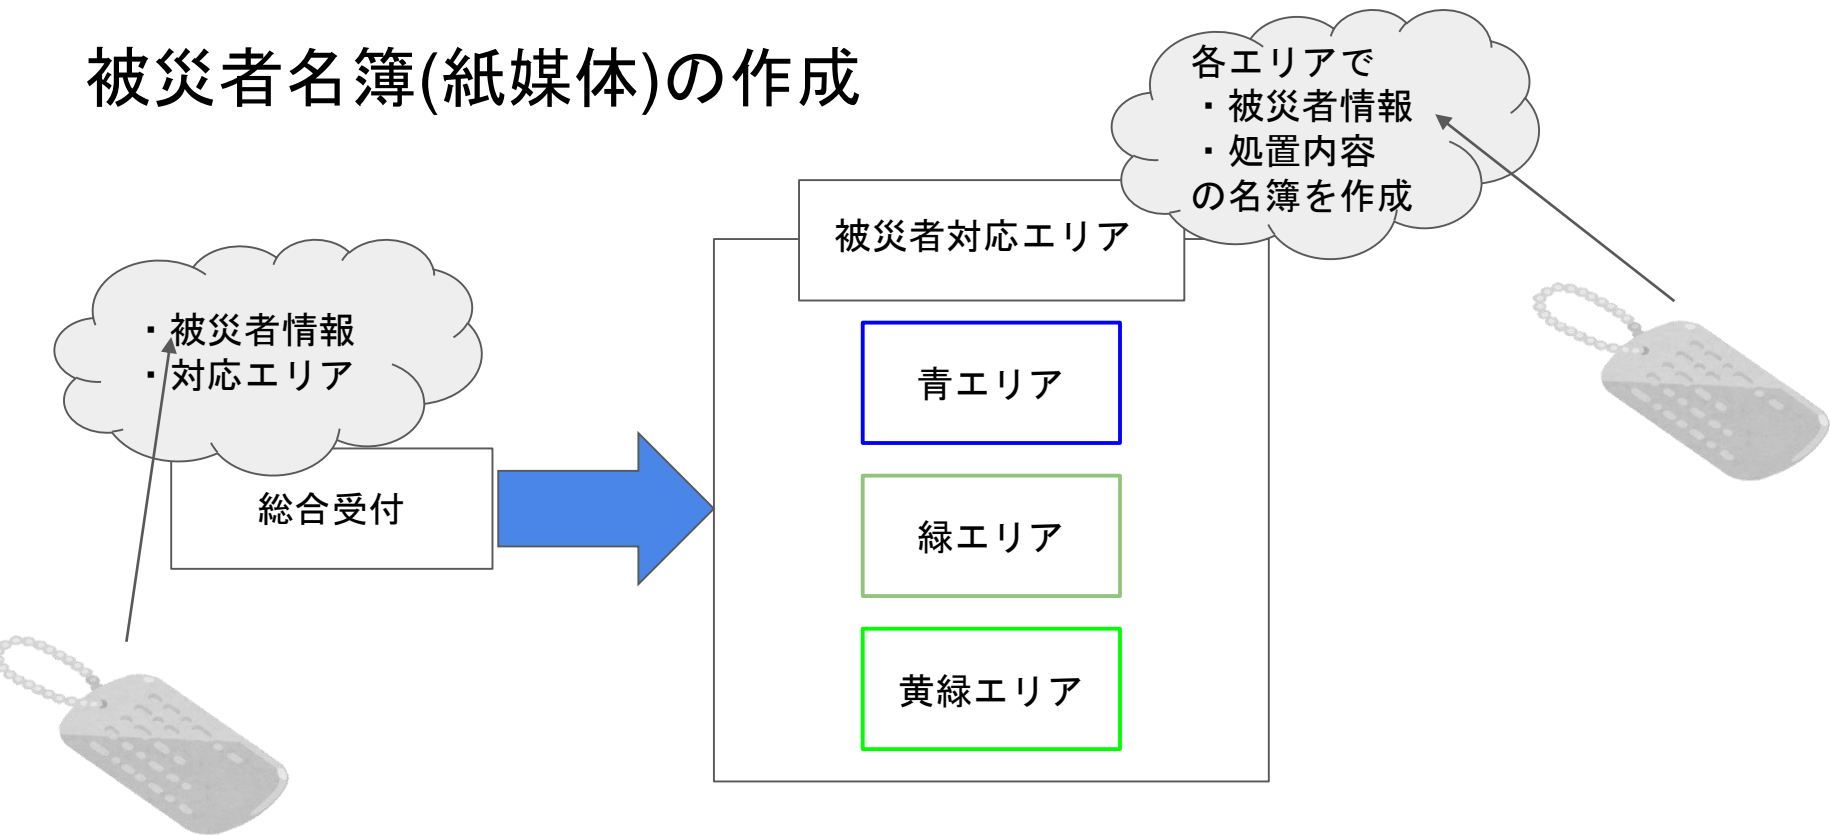 被災者名簿(紙媒体)の作成
各エリアで
・被災者情報
・処置内容
の名簿を作成
被災者対応エリア
・被災者情報
・対応エリア
青エリア
総合受付
緑エリア
黄緑エリア